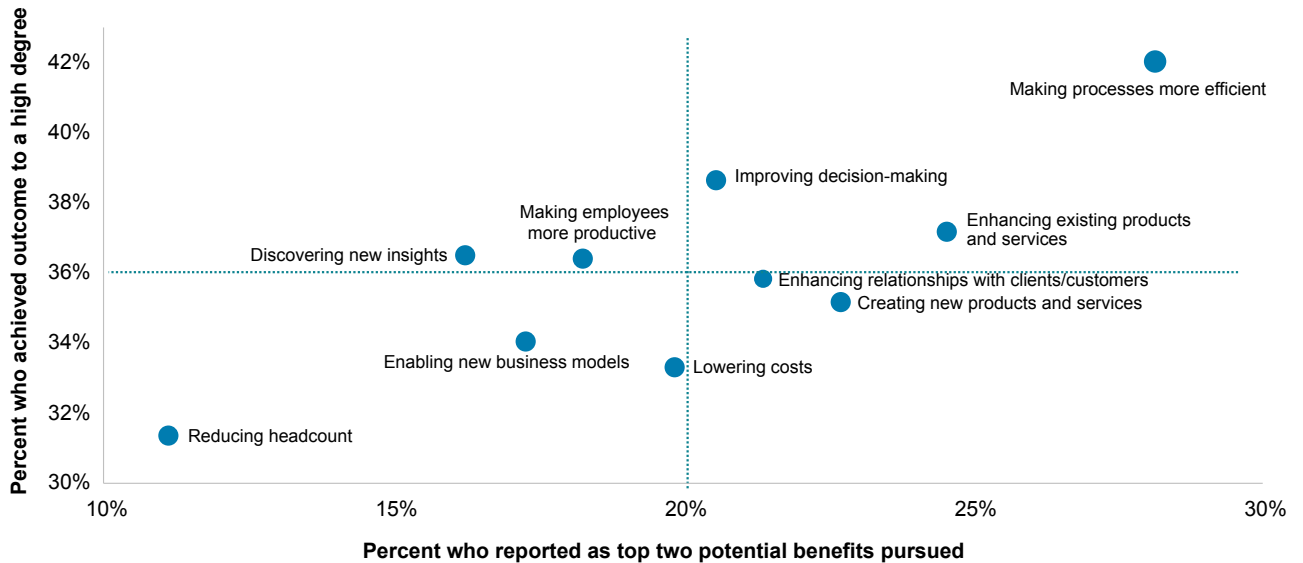 Percent who achieved outcome to a high degree
42%
40%
38%
36%
34%
32%
30%
Making processes more efficient
Improving decision-making
Making employees
more productive
Enhancing existing products
and services
Discovering new insights
Enhancing relationships with clients/customers
Creating new products and services
Enabling new business models
Lowering costs
Reducing headcount
10%
15%
20%
25%
30%
Percent who reported as top two potential benefits pursued